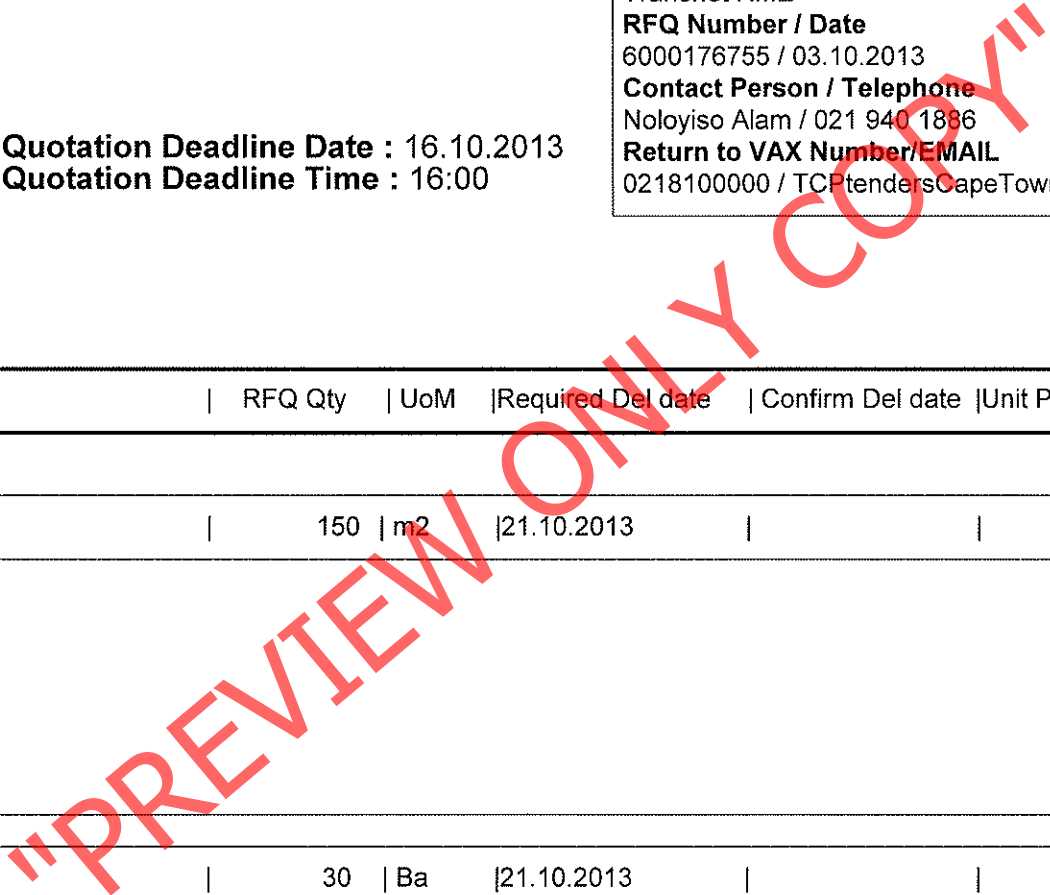 RFQ Number / Date
6000176755 / 03.10.2013
Contact Person / Telephone
Noloyiso Alam / 021 940 1886
Return to VAX Number/EMAIL
0218100000 / TCPtendersCapeTow
Quotation Deadline Date : 16.10.2013
Quotation Deadline Time : 16:00
| RFQ Qty | UoM |Required Del date | Confirm Del date |Unit P
| 150 | m2 |21.10.2013 | |
| 30 | Ba |21.10.2013 | |
"PREVIEW ONLY COPY"